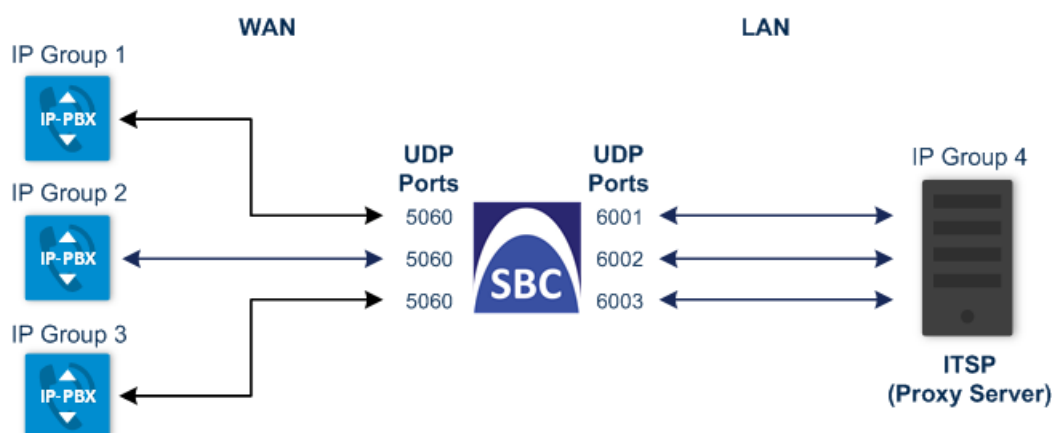 WAN
LAN
IP Group 1
IP-PBX
UDP
Ports
UDP
Ports
IP Group 4
IP Group 2
5060
6001
IP-PBX
5060
SBC
6002
5060
6003
IP Group 3
IP-PBX
ITSP
(Proxy Server)